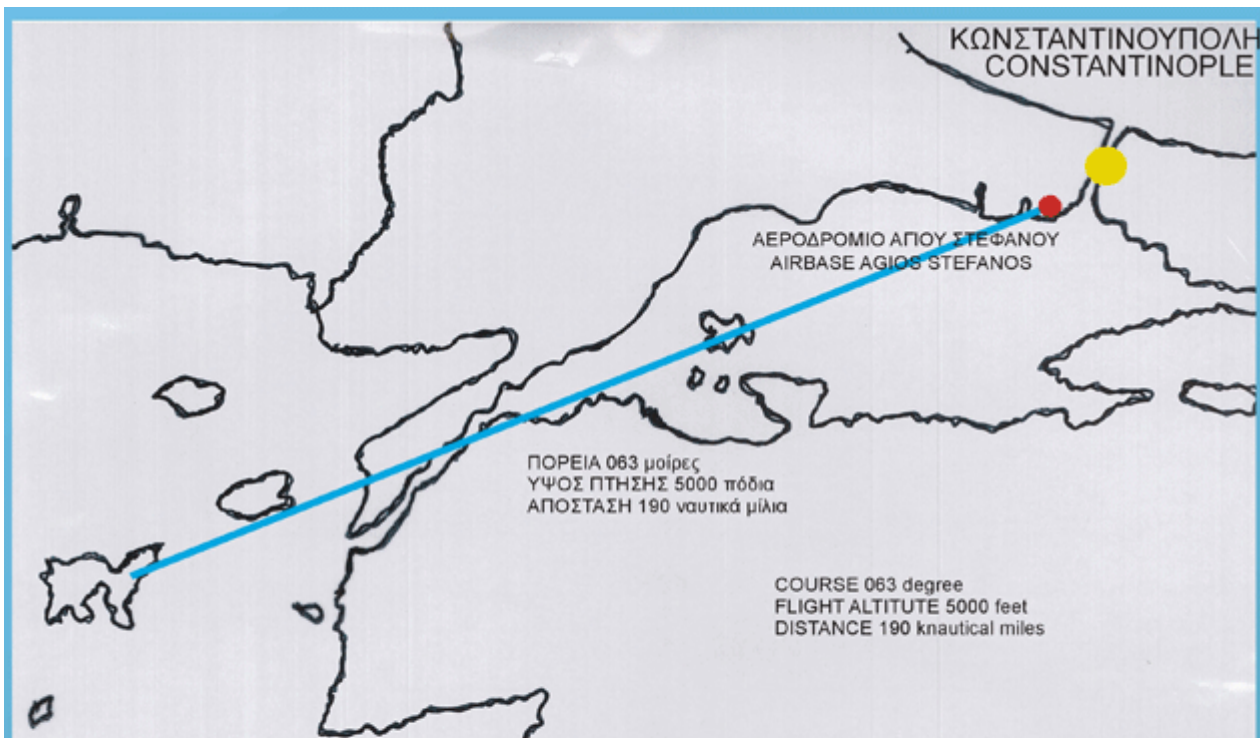 ΚΩΝΣΤΑΝΤΙΝΟΥΠΟΛΗ
CONSTANTINOPLE
ΑΕΡΟΔΡΟΜΙΟ ΑΓΙΟΥ ΣΤΕΦΑΝΟΥ
AIRBASE AGIOS STEFANOS
ΠΟΡΕΙΑ 063 μοίρες
ΥΨΟΣ ΠΤΗΣΗΣ 5000 πόδια
ΑΠΟΣΤΑΣΗ 190 ναυτικά μίλια
COURSE 063 degree
FLIGHT ALTITUTE 5000 feet
DISTANCE 190 knautical miles